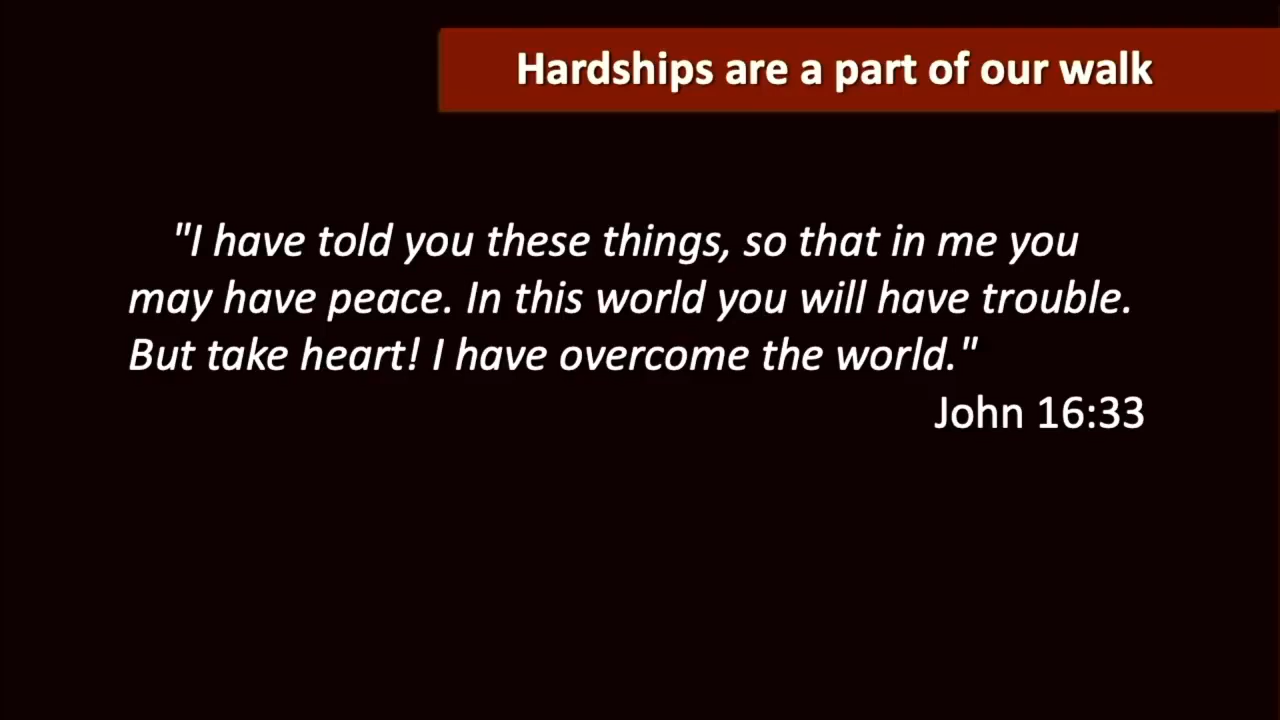 Hardships are a part of our walk
"I have told you these things, so that in me you
may have peace. In this world you will have trouble.
But take heart! I have overcome the world."
John 16:33